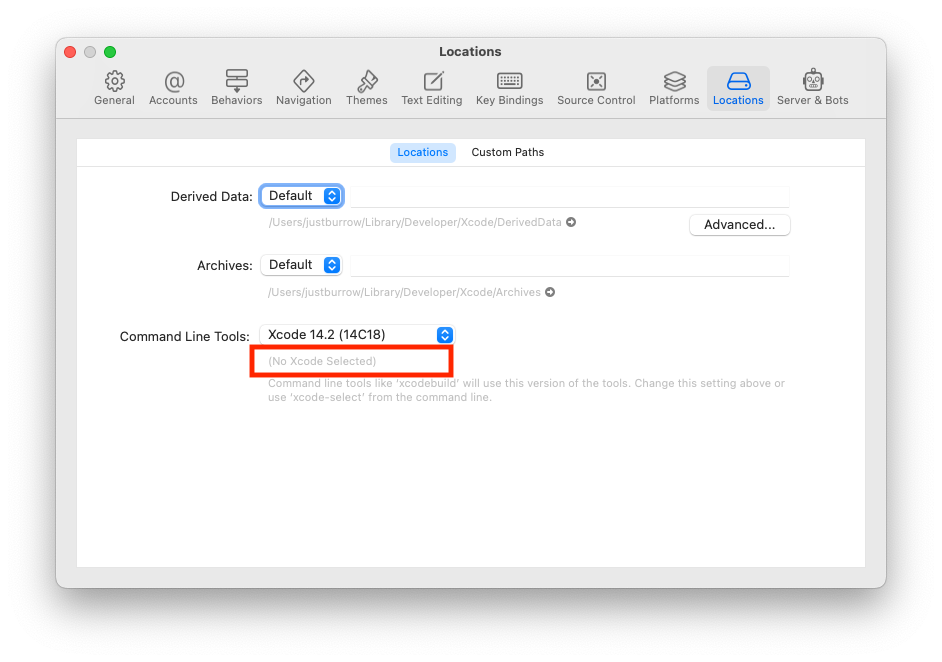 Locations
General Accounts Behaviors Navigation Themes Text Editing Key Bindings Source Control Platforms Locations Server & Bots
Locations Custom Paths
Derived Data: Default
/Users/justburrow/Library/Developer/Xcode/DerivedData
Advanced...
Archives: Default
/Users/justburrow/Library/Developer/Xcode/Archives
Command Line Tools: Xcode 14.2 (14C18)
(No Xcode Selected)
Command line tools like 'xcodebuild' will use this version of the tools. Change this setting above or
use 'xcode-select' from the command line.